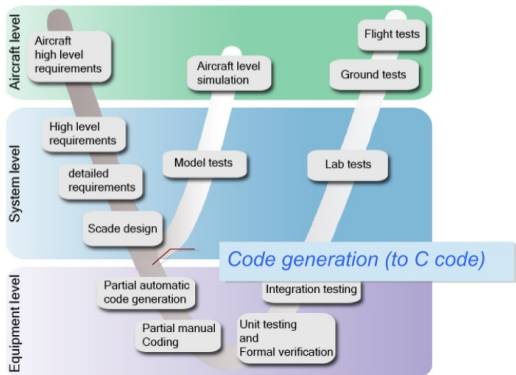 Aircraft level
Aircraft
high level
requirements
Aircraft level
simulation
Flight tests
Ground tests
System level
High level
requirements
detailed
requirements
Scade design
Model tests
Lab tests
Code generation (to C code)
Equipment level
Partial automatic
code generation
Partial manual
Coding
Integration testing
Unit testing
and
Formal verification